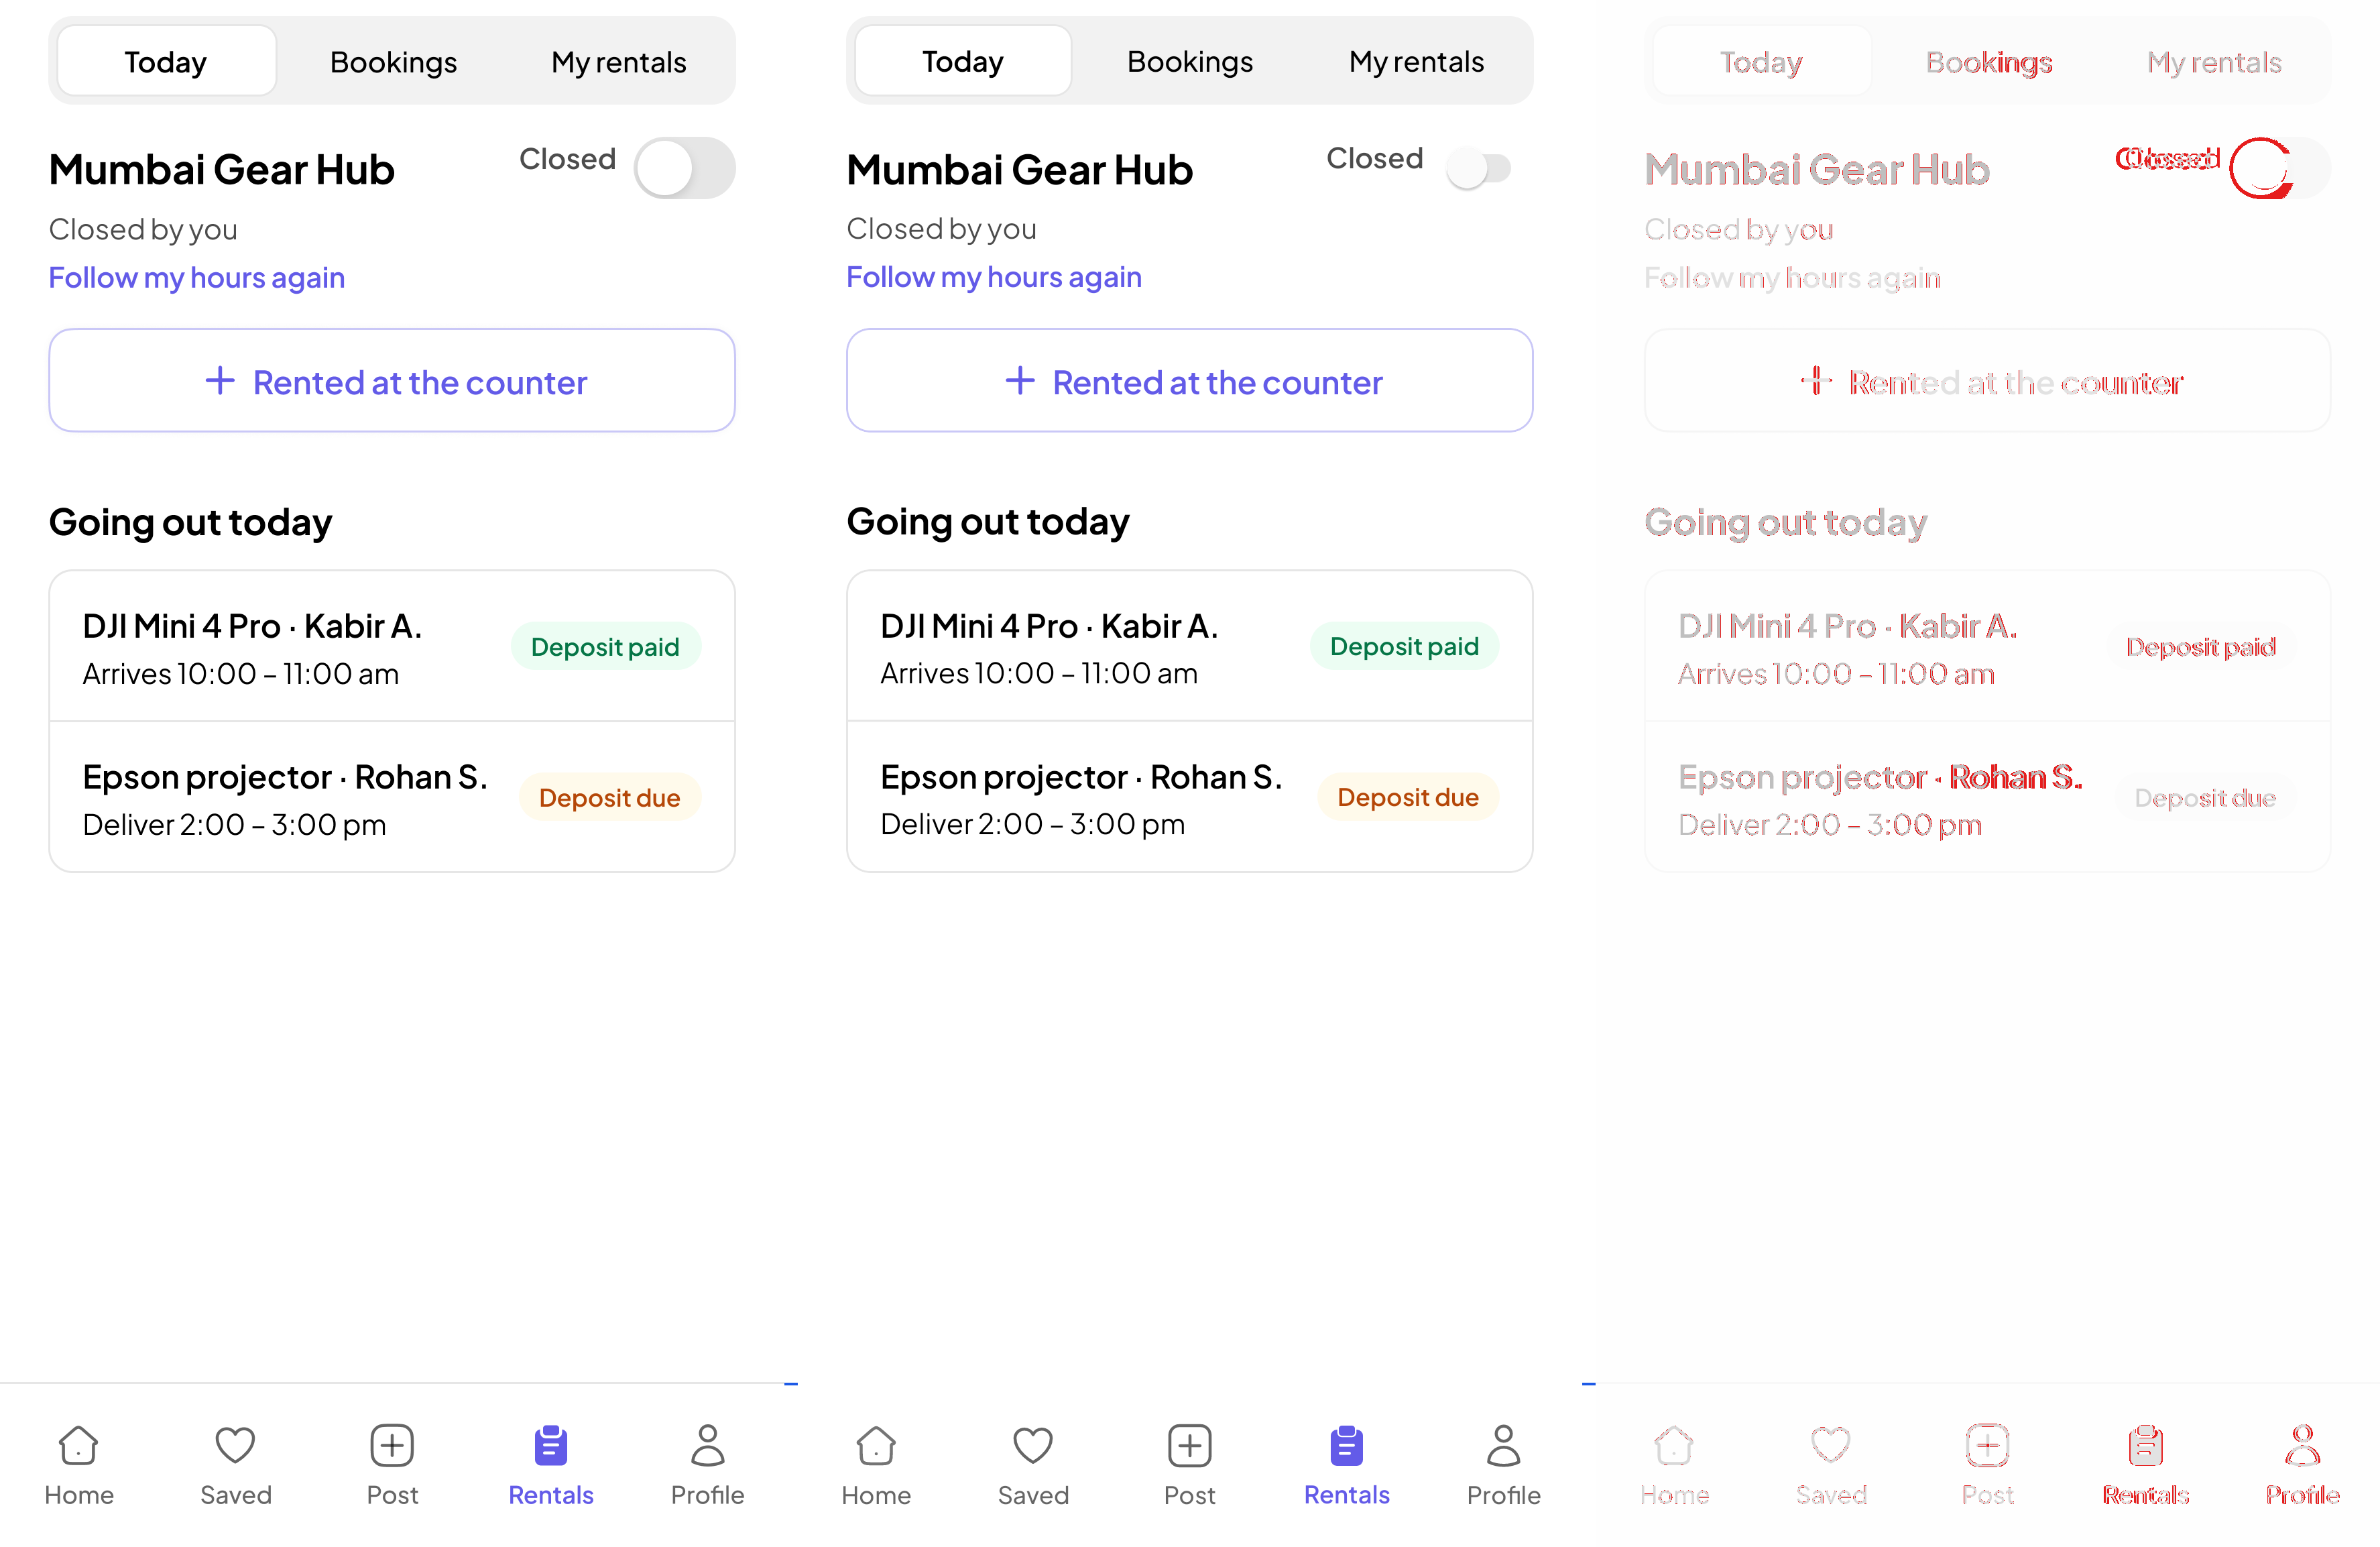 Today Bookings My rentals
Mumbai Gear Hub Closed
Closed by you
Follow my hours again
+ Rented at the counter
Going out today
DJI Mini 4 Pro · Kabir A.
Arrives 10:00 – 11:00 am
Deposit paid
Epson projector · Rohan S.
Deliver 2:00 – 3:00 pm
Deposit due
Home Saved Post Rentals Profile
Today Bookings My rentals
Mumbai Gear Hub Closed
Closed by you
Follow my hours again
+ Rented at the counter
Going out today
DJI Mini 4 Pro · Kabir A.
Arrives 10:00 – 11:00 am
Deposit paid
Epson projector · Rohan S.
Deliver 2:00 – 3:00 pm
Deposit due
Home Saved Post Rentals Profile
Today Bookings My rentals
Mumbai Gear Hub
Closed by you
Follow my hours again
+ Rented at the counter
Going out today
DJI Mini 4 Pro · Kabir A.
Arrives 10:00 – 11:00 am
Deposit paid
Epson projector · Rohan S.
Deliver 2:00 – 3:00 pm
Deposit due
Home Saved Post Rentals Profile